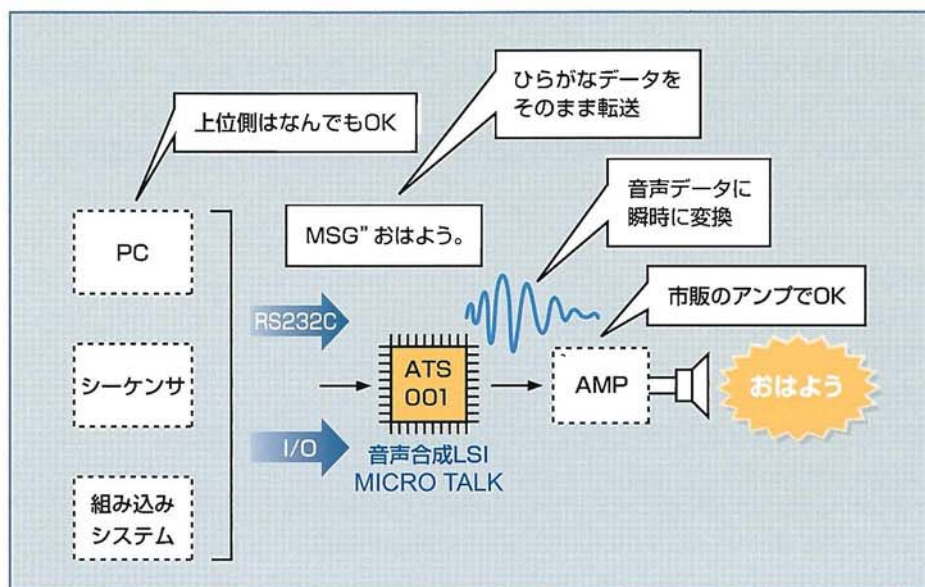 ひらがなデータを
そのまま転送
上位側はなんでもOK
音声データに
瞬時に変換
MSG”おはよう。
PC
市販のアンプでOK
RS232C
シーケンサ
ATS
001
AMP
おはよう
I/O
音声合成LSI
MICRO TALK
組み込み
システム